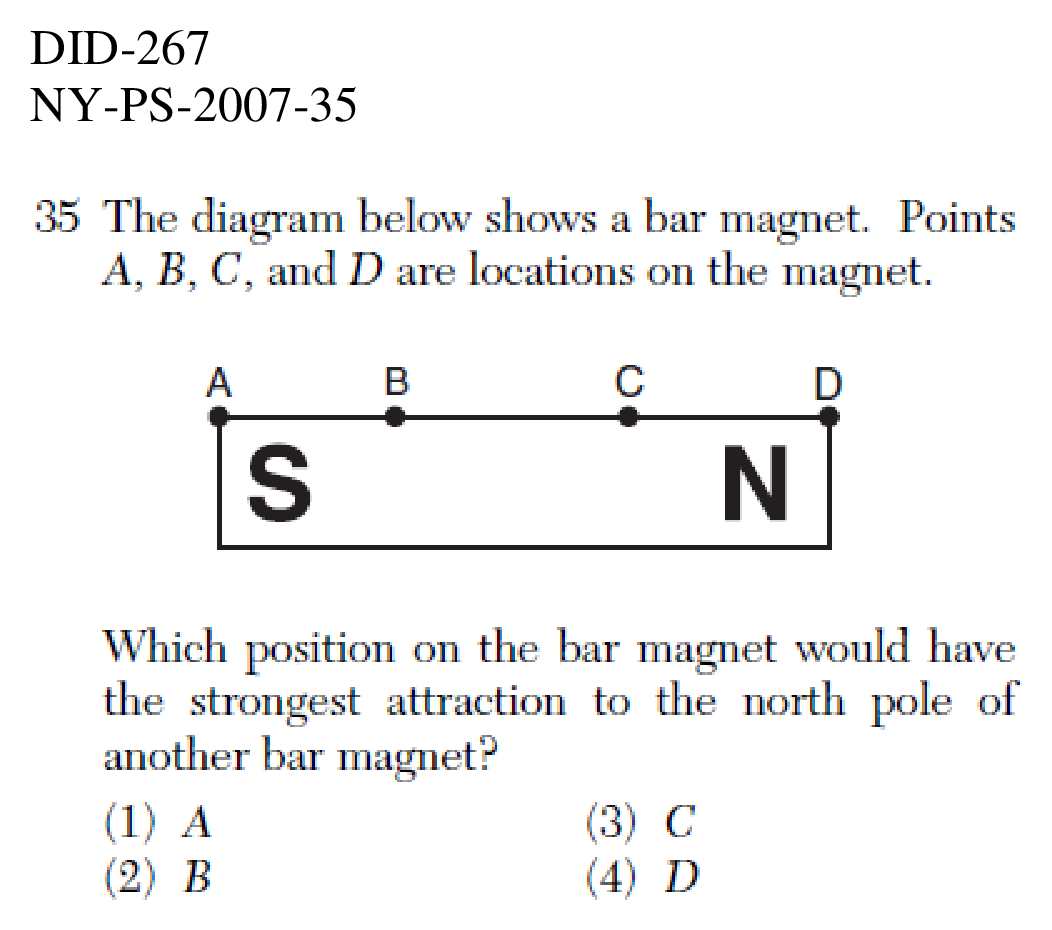 DID-267
NY-PS-2007-35
35 The diagram below shows a bar magnet. Points
A, B, C, and D are locations on the magnet.
A B C D
S N
Which position on the bar magnet would have
the strongest attraction to the north pole of
another bar magnet?
(1) A (3) C
(2) B (4) D